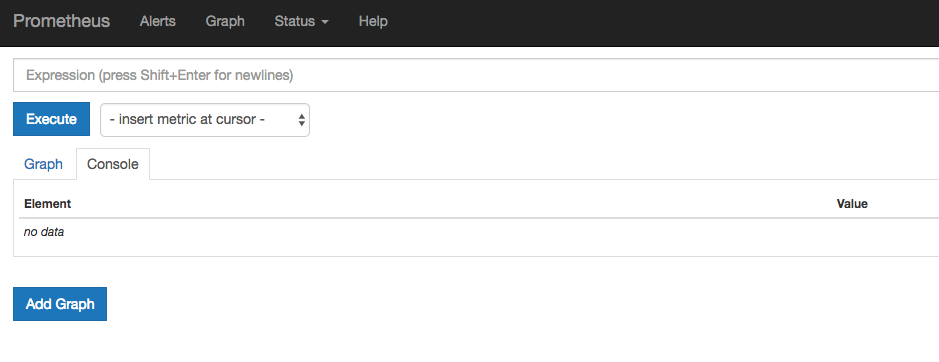 Prometheus Alerts Graph Status Help
Expression (press Shift+Enter for newlines)
Execute - insert metric at cursor -
Graph Console
Element Value
no data
Add Graph